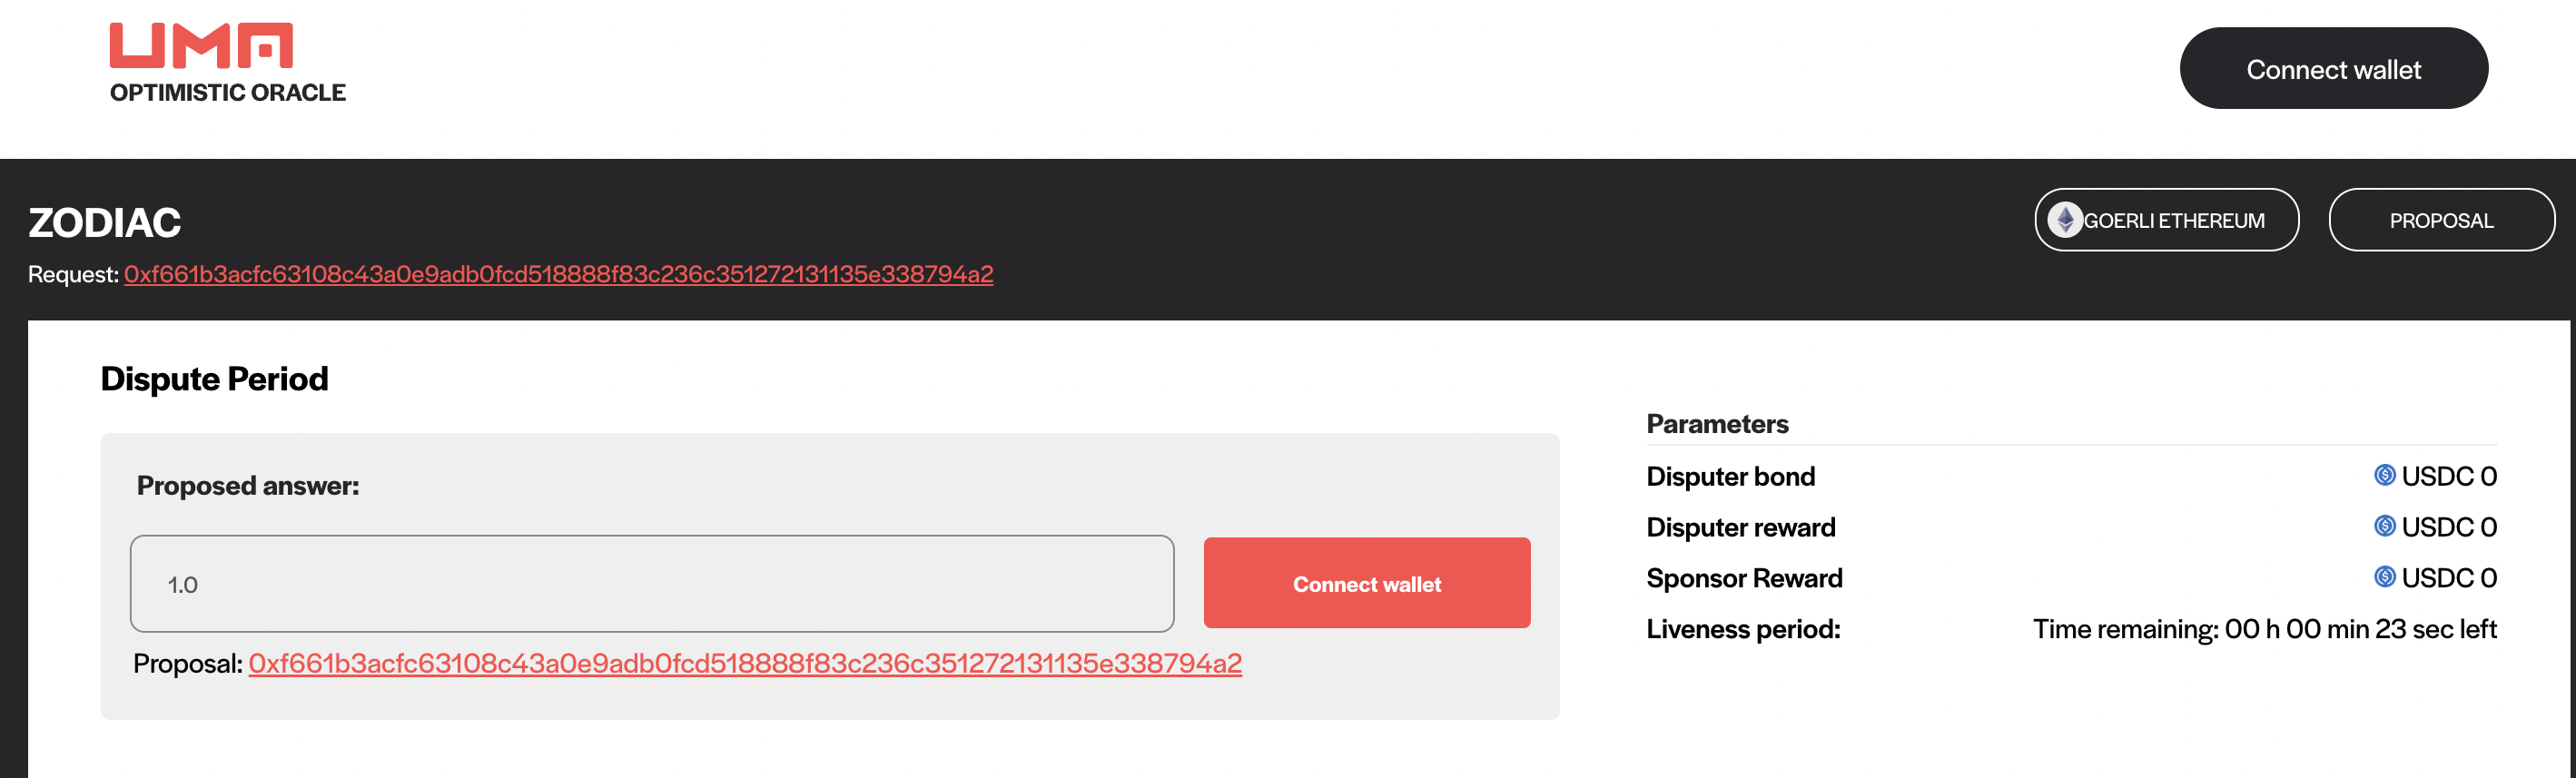 UMA
OPTIMISTIC ORACLE
Connect wallet
ZODIAC
GOERLI ETHEREUM
PROPOSAL
Request: 0xf661b3acfc63108c43a0e9adb0fcd518888f83c236c351272131135e338794a2
Dispute Period
Proposed answer:
1.0
Connect wallet
Proposal: 0xf661b3acfc63108c43a0e9adb0fcd518888f83c236c351272131135e338794a2
Parameters
Disputer bond USDC 0
Disputer reward USDC 0
Sponsor Reward USDC 0
Liveness period: Time remaining: 00 h 00 min 23 sec left